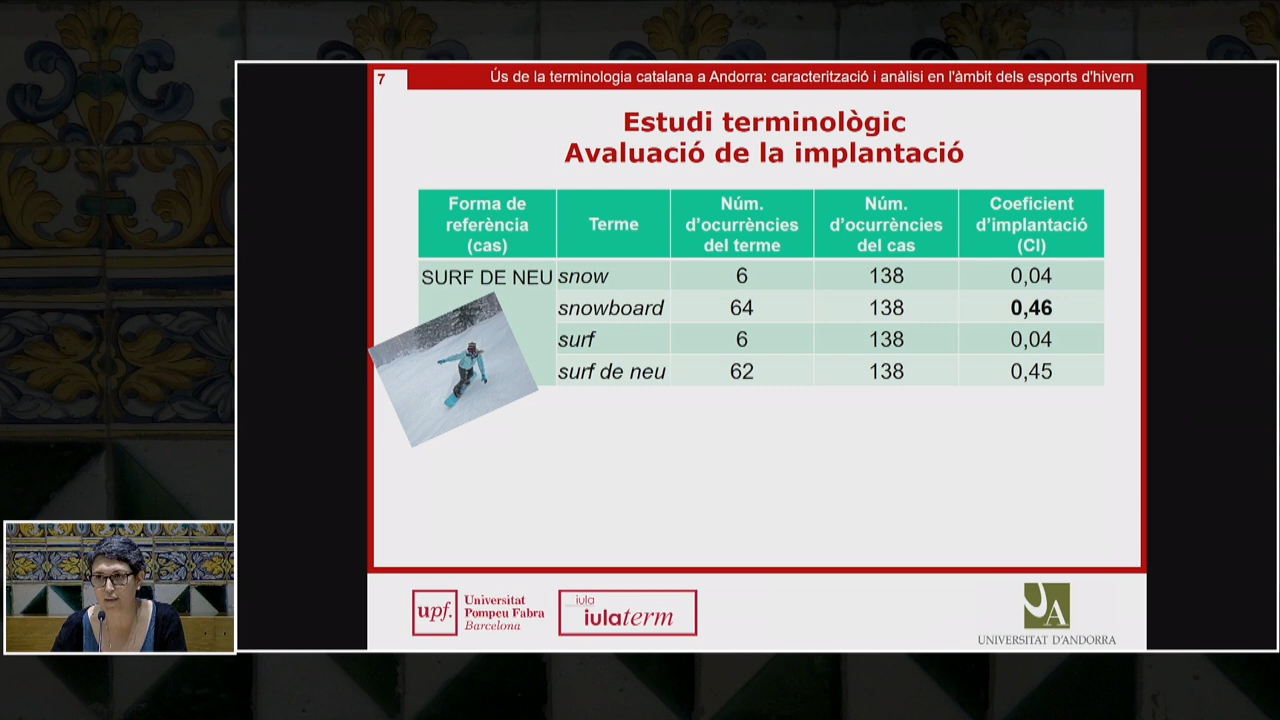 7
Ús de la terminologia catalana a Andorra: caracterització i anàlisi en l'àmbit dels esports d'hivern
Estudi terminològic
Avaluació de la implantació
Forma de referència (cas) Terme Núm. d'ocurrències del terme Núm. d'ocurrències del cas Coeficient d'implantació (CI)
SURF DE NEU snow 6 138 0,04
snowboard 64 138 0,46
surf 6 138 0,04
surf de neu 62 138 0,45
upf. Universitat
Pompeu Fabra
Barcelona
iula
iulaterm
UA
UNIVERSITAT D'ANDORRA